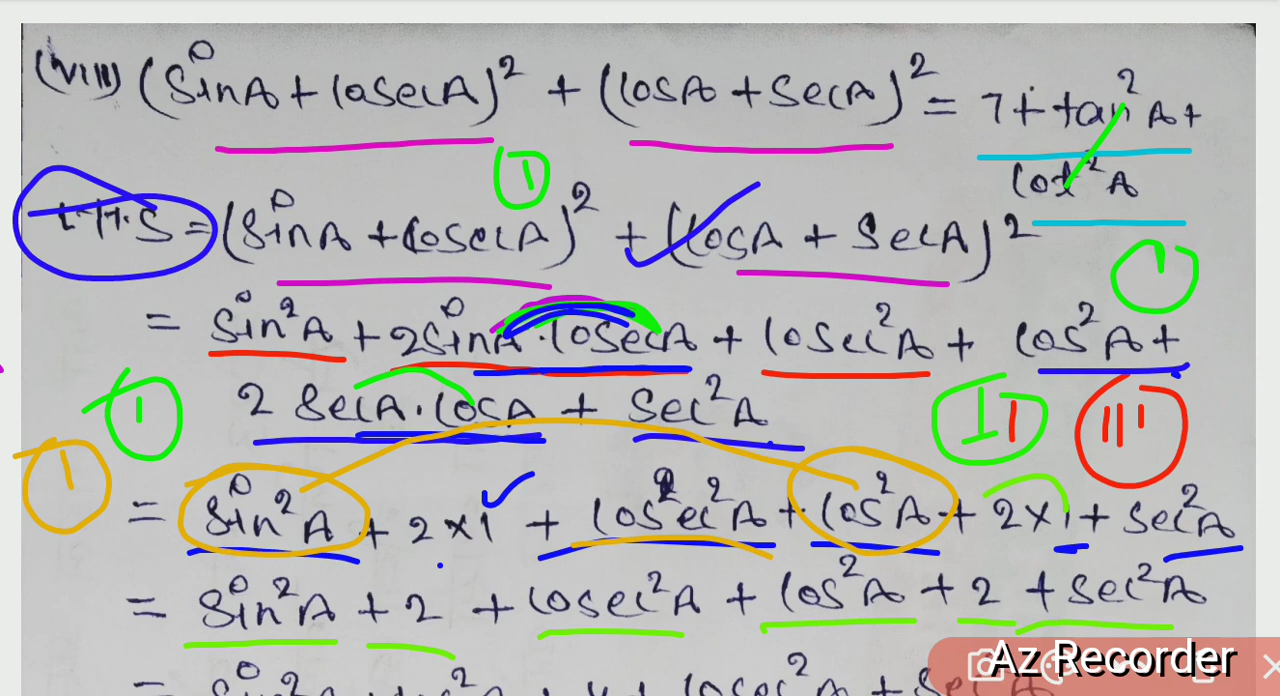 (viii) (sinA + cosecA)² + (cosA + secA)² = 7 + tan²A +
cot²A
L.H.S = (sinA + cosecA)² + (cosA + secA)²
= sin²A + 2sinA.cosecA + cosec²A + cos²A +
2 secA.cosA + sec²A
= sin²A + 2×1 + cosec²A + cos²A + 2×1 + sec²A
= sin²A + 2 + cosec²A + cos²A + 2 + sec²A
Az Recorder